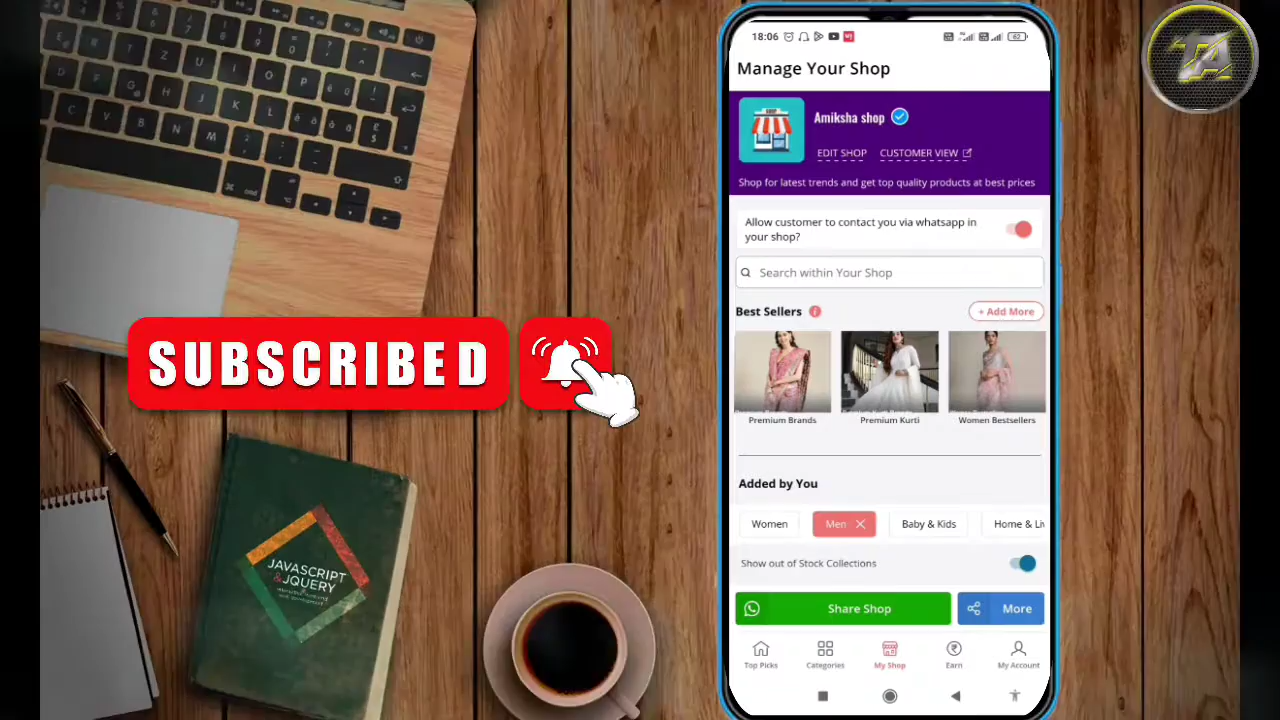 18:06
62
Manage Your Shop
Amiksha shop
EDIT SHOP
CUSTOMER VIEW
Shop for latest trends and get top quality products at best prices
Allow customer to contact you via whatsapp in
your shop?
Search within Your Shop
Best Sellers
+ Add More
Premium Brands
Premium Kurti
Women Bestsellers
Added by You
Women
Men
Baby & Kids
Home & Liv
Show out of Stock Collections
Share Shop
More
Top Picks
Categories
My Shop
Earn
My Account
SUBSCRIBED
JAVASCRIPT
& JQUERY
TA